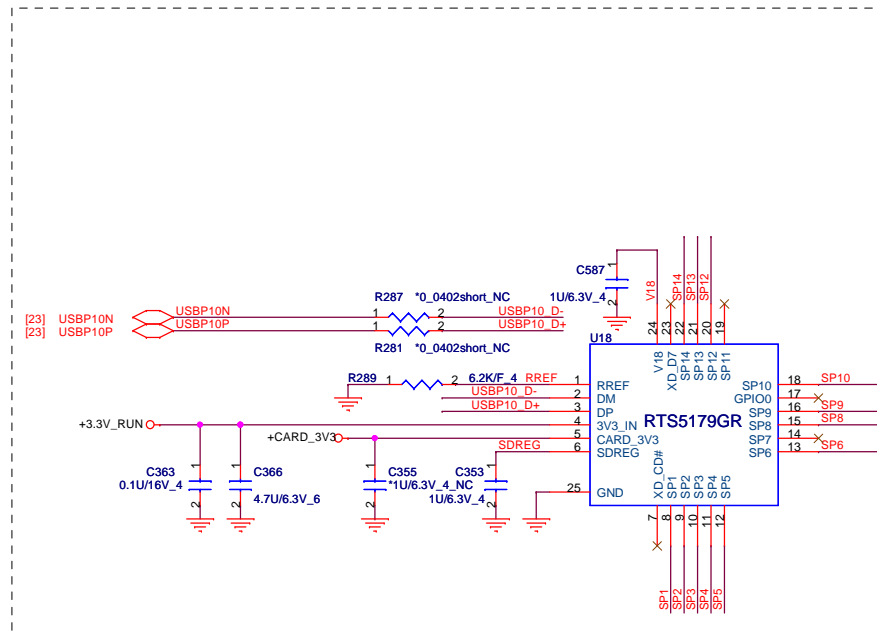 C587
1
2
1U/6.3V_4
V18
SP14
SP13
SP12
[23] USBP10N
[23] USBP10P
USBP10N
USBP10P
R287 *0_0402short_NC
1
2
USBP10_D-
1
2
USBP10_D+
R281 *0_0402short_NC
24
23
22
21
20
19
U18
V18
XD_D7
SP14
SP13
SP12
SP11
R289
1
2
6.2K/F_4
RREF
1
RREF
USBP10_D-
2
DM
USBP10_D+
3
DP
+3.3V_RUN
4
3V3_IN
+CARD_3V3
5
CARD_3V3
SDREG
6
SDREG
25
GND
RTS5179GR
SP10
18
SP10
GPIO0
17
SP9
16
SP9
SP8
15
SP8
SP7
14
SP6
13
SP6
C363
0.1U/16V_4
1
2
C366
4.7U/6.3V_6
1
2
C355
*1U/6.3V_4_NC
1
2
C353
1U/6.3V_4
1
2
XD_CD#
SP1
SP2
SP3
SP4
SP5
7
8
9
10
11
12
SP1
SP2
SP3
SP4
SP5